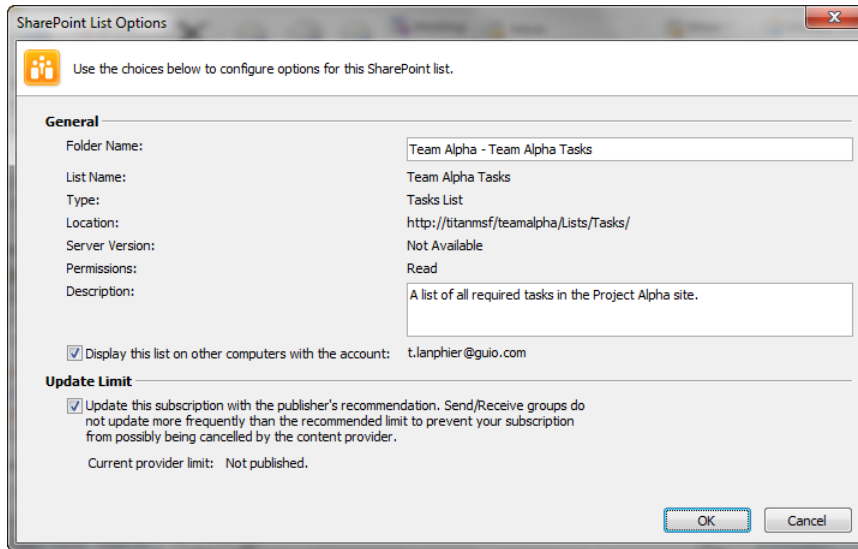 SharePoint List Options
Use the choices below to configure options for this SharePoint list.
General
Folder Name: Team Alpha - Team Alpha Tasks
List Name: Team Alpha Tasks
Type: Tasks List
Location: http://titanmsf/teamalpha/Lists/Tasks/
Server Version: Not Available
Permissions: Read
Description: A list of all required tasks in the Project Alpha site.
Display this list on other computers with the account: t.lanphier@guio.com
Update Limit
Update this subscription with the publisher's recommendation. Send/Receive groups do
not update more frequently than the recommended limit to prevent your subscription
from possibly being cancelled by the content provider.
Current provider limit: Not published.
OK Cancel